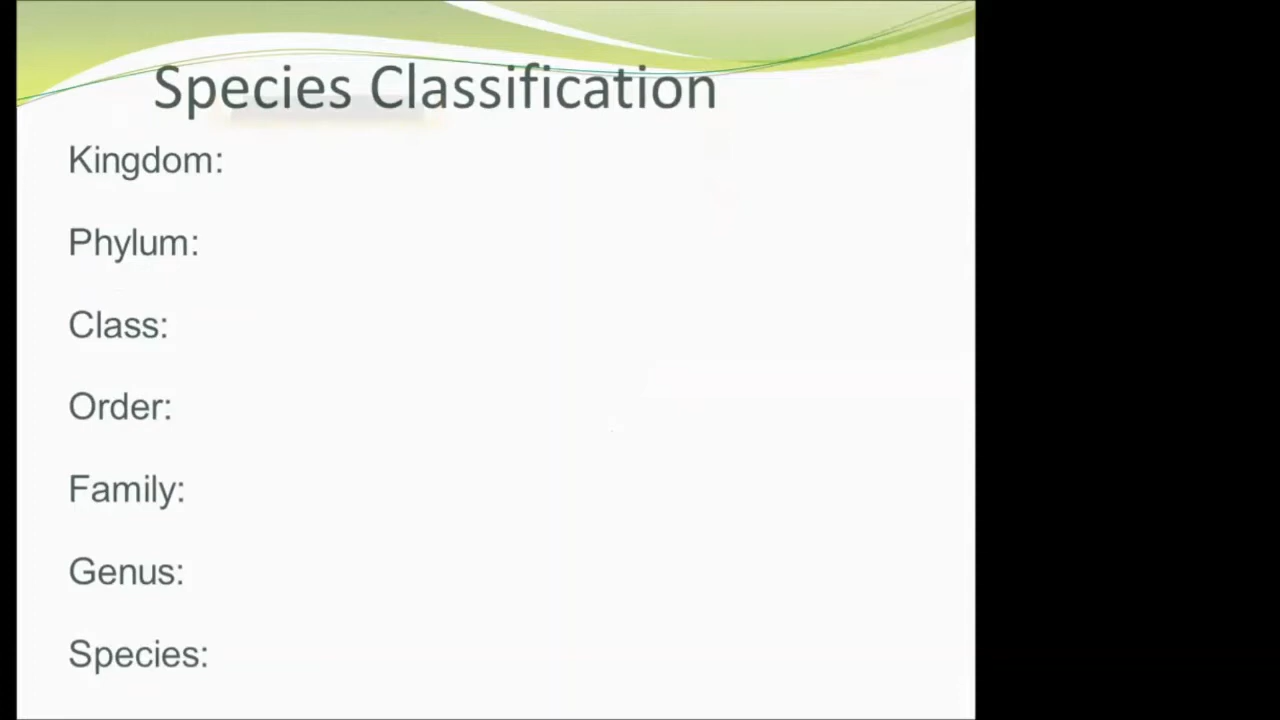 Species Classification
Kingdom:
Phylum:
Class:
Order:
Family:
Genus:
Species: